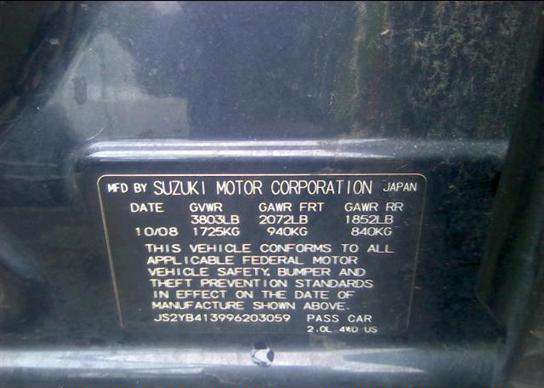 MFD BY SUZUKI MOTOR CORPORATION JAPAN
DATE GVWR GAWR FRT GAWR RR
3803LB 2072LB 1852LB
10/08 1725KG 940KG 840KG
THIS VEHICLE CONFORMS TO ALL
APPLICABLE FEDERAL MOTOR
VEHICLE SAFETY, BUMPER AND
THEFT PREVENTION STANDARDS
IN EFFECT ON THE DATE OF
MANUFACTURE SHOWN ABOVE.
JS2YB413996203059 PASS CAR
2.0L 4WD US